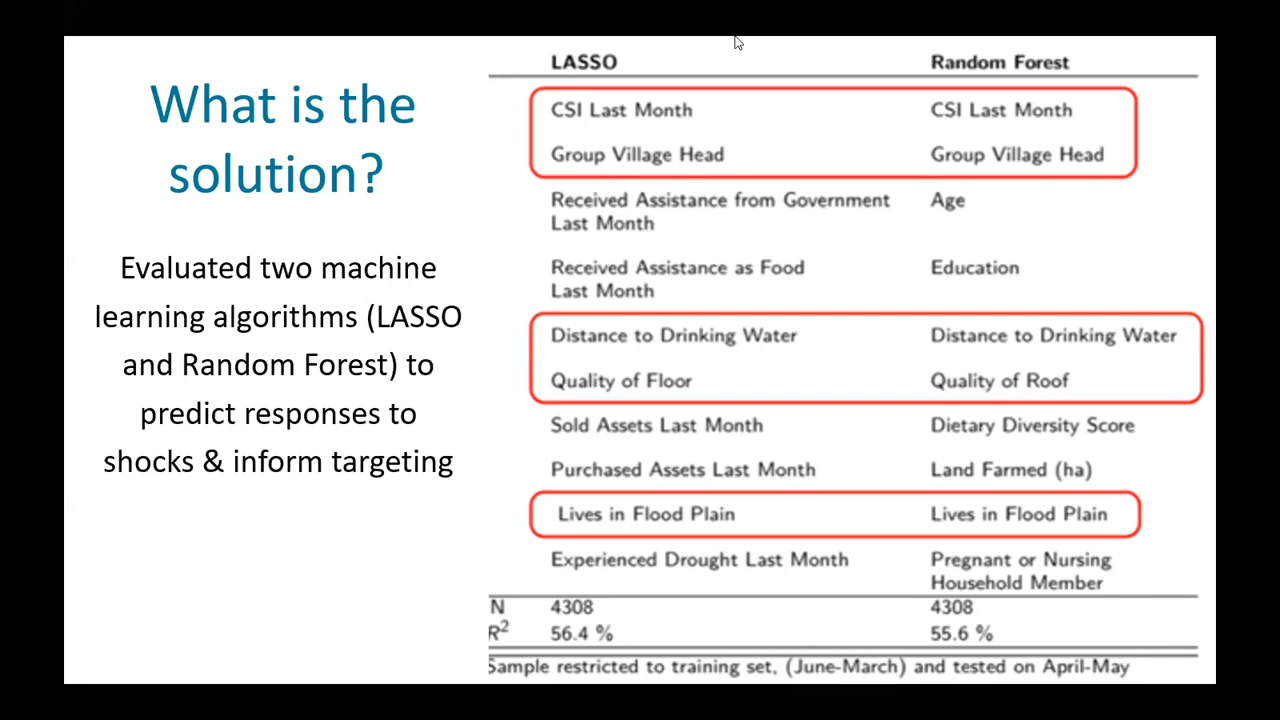 What is the
solution?
Evaluated two machine
learning algorithms (LASSO
and Random Forest) to
predict responses to
shocks & inform targeting
LASSO Random Forest
CSI Last Month CSI Last Month
Group Village Head Group Village Head
Received Assistance from Government Age
Last Month
Received Assistance as Food Education
Last Month
Distance to Drinking Water Distance to Drinking Water
Quality of Floor Quality of Roof
Sold Assets Last Month Dietary Diversity Score
Purchased Assets Last Month Land Farmed (ha)
Lives in Flood Plain Lives in Flood Plain
Experienced Drought Last Month Pregnant or Nursing
Household Member
N 4308 4308
R² 56.4 % 55.6 %
Sample restricted to training set, (June-March) and tested on April-May